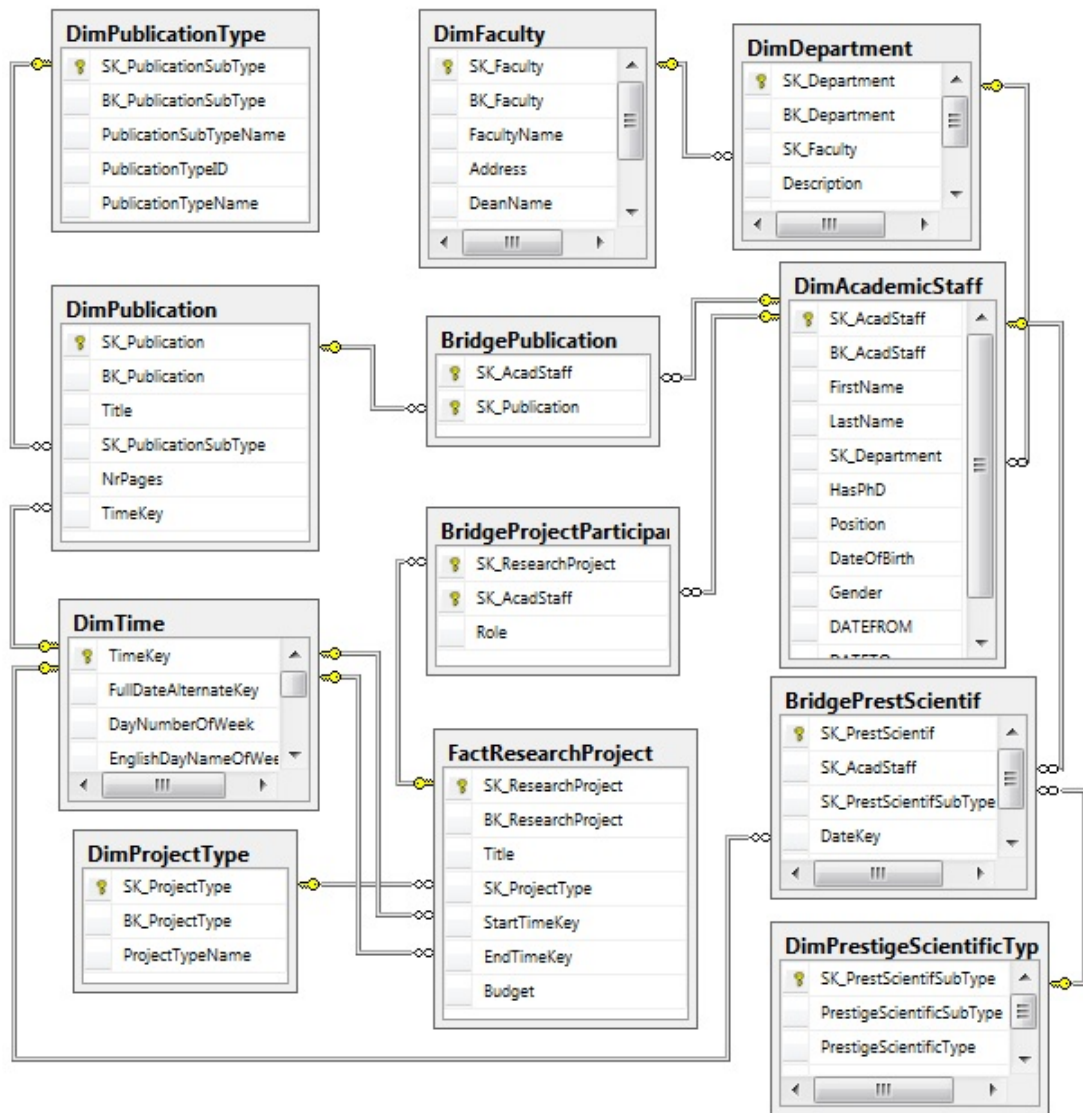 DimPublicationType
SK_PublicationSubType
BK_PublicationSubType
PublicationSubTypeName
PublicationTypeID
PublicationTypeName
DimFaculty
SK_Faculty
BK_Faculty
FacultyName
Address
DeanName
DimDepartment
SK_Department
BK_Department
SK_Faculty
Description
DimPublication
SK_Publication
BK_Publication
Title
SK_PublicationSubType
NrPages
TimeKey
BridgePublication
SK_AcadStaff
SK_Publication
DimAcademicStaff
SK_AcadStaff
BK_AcadStaff
FirstName
LastName
SK_Department
HasPhD
Position
DateOfBirth
Gender
DATEFROM
DATETO
BridgeProjectParticipa
SK_ResearchProject
SK_AcadStaff
Role
DimTime
TimeKey
FullDateAlternateKey
DayNumberOfWeek
EnglishDayNameOfWee
FactResearchProject
SK_ResearchProject
BK_ResearchProject
Title
SK_ProjectType
StartTimeKey
EndTimeKey
Budget
BridgePrestScientif
SK_PrestScientif
SK_AcadStaff
SK_PrestScientifSubType
DateKey
DimProjectType
SK_ProjectType
BK_ProjectType
ProjectTypeName
DimPrestigeScientificTyp
SK_PrestScientifSubType
PrestigeScientificSubType
PrestigeScientificType